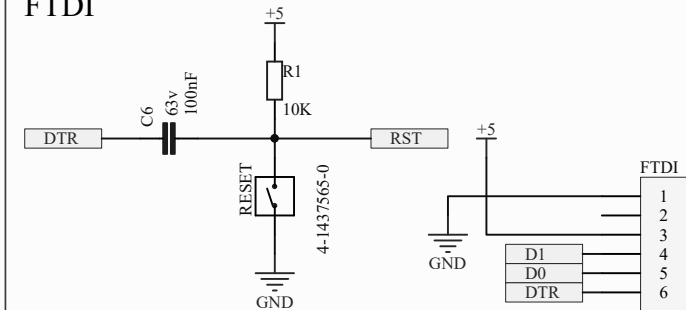 FTDI
+5
R1
10K
C6
63v
100nF
DTR
RST
RESET
4-1437565-0
GND
+5
GND
FTDI
1
2
3
D1 4
D0 5
DTR 6